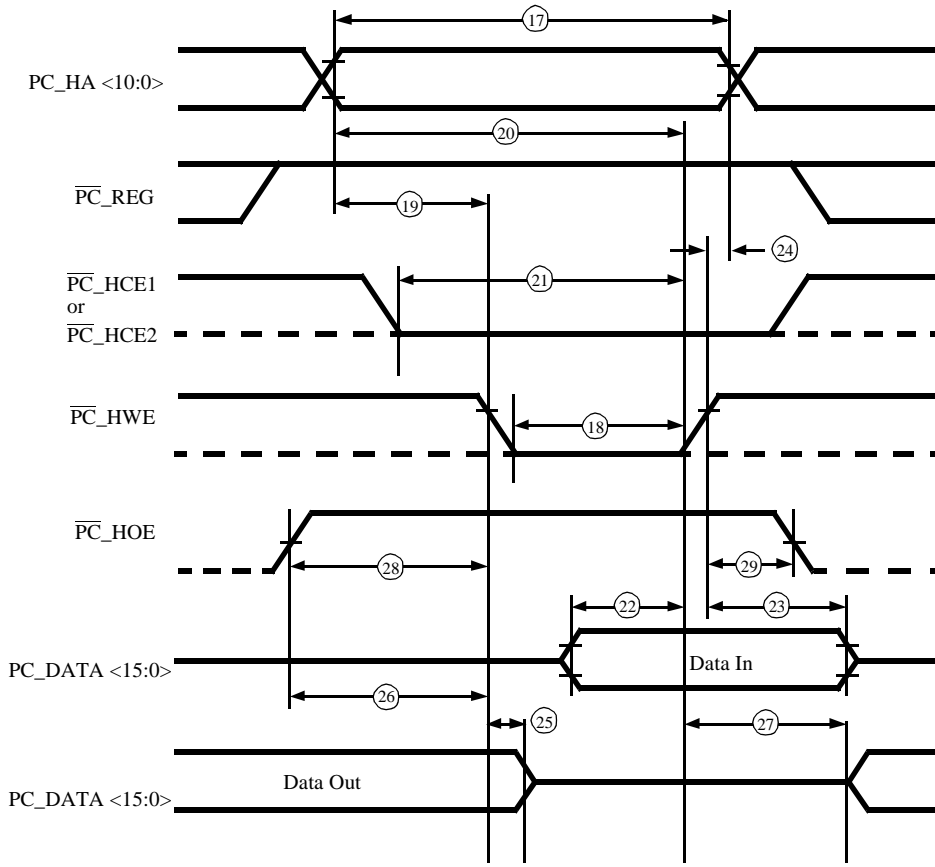 17
PC_HA <10:0>
20
PC_REG
19
24
PC_HCE1
or
PC_HCE2
21
PC_HWE
18
PC_HOE
28
29
22
23
PC_DATA <15:0>
Data In
26
25
27
Data Out
PC_DATA <15:0>